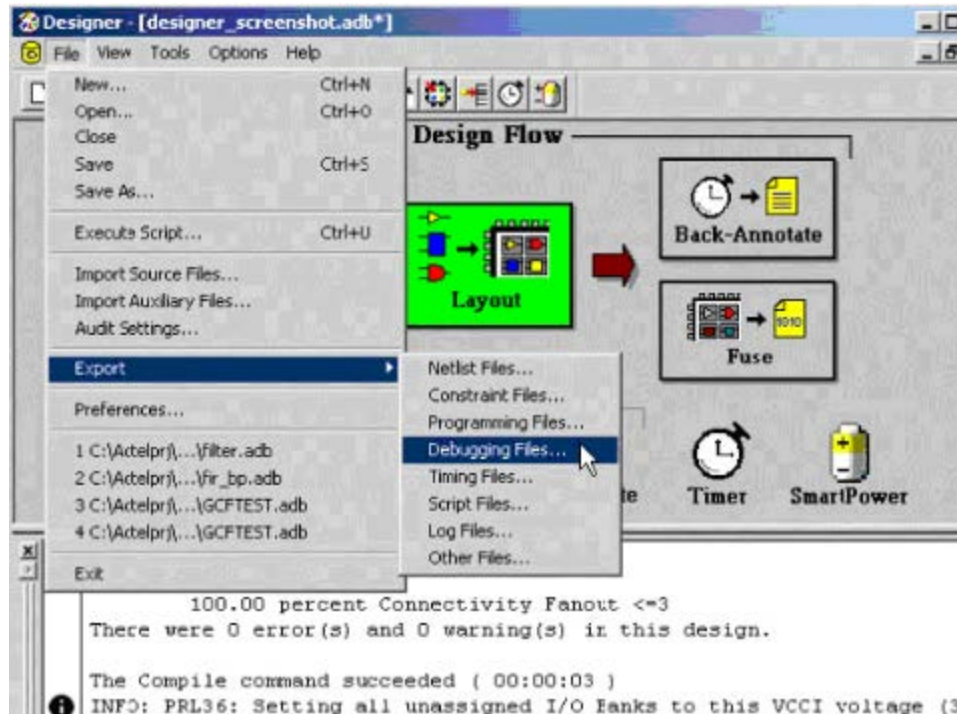 Designer - [designer_screenshot.adb*]
File View Tools Options Help
New... Ctrl+N
Open... Ctrl+O
Close
Save Ctrl+S
Save As...
Execute Script... Ctrl+U
Import Source Files...
Import Auxiliary Files...
Audit Settings...
Export
Preferences...
1 C:\Actelprj\...\filter.adb
2 C:\Actelprj\...\fir_bp.adb
3 C:\Actelprj\...\GCFTEST.adb
4 C:\Actelprj\...\GCFTEST.adb
Exit
Netlist Files...
Constraint Files...
Programming Files...
Debugging Files...
Timing Files...
Script Files...
Log Files...
Other Files...
Design Flow
Layout
Back-Annotate
1010
Fuse
te
Timer
SmartPower
100.00 percent Connectivity Fanout <=3
There were 0 error(s) and 0 warning(s) in this design.
The Compile command succeeded ( 00:00:03 )
INFO: PRL36: Setting all unassigned I/O Banks to this VCCI voltage (3